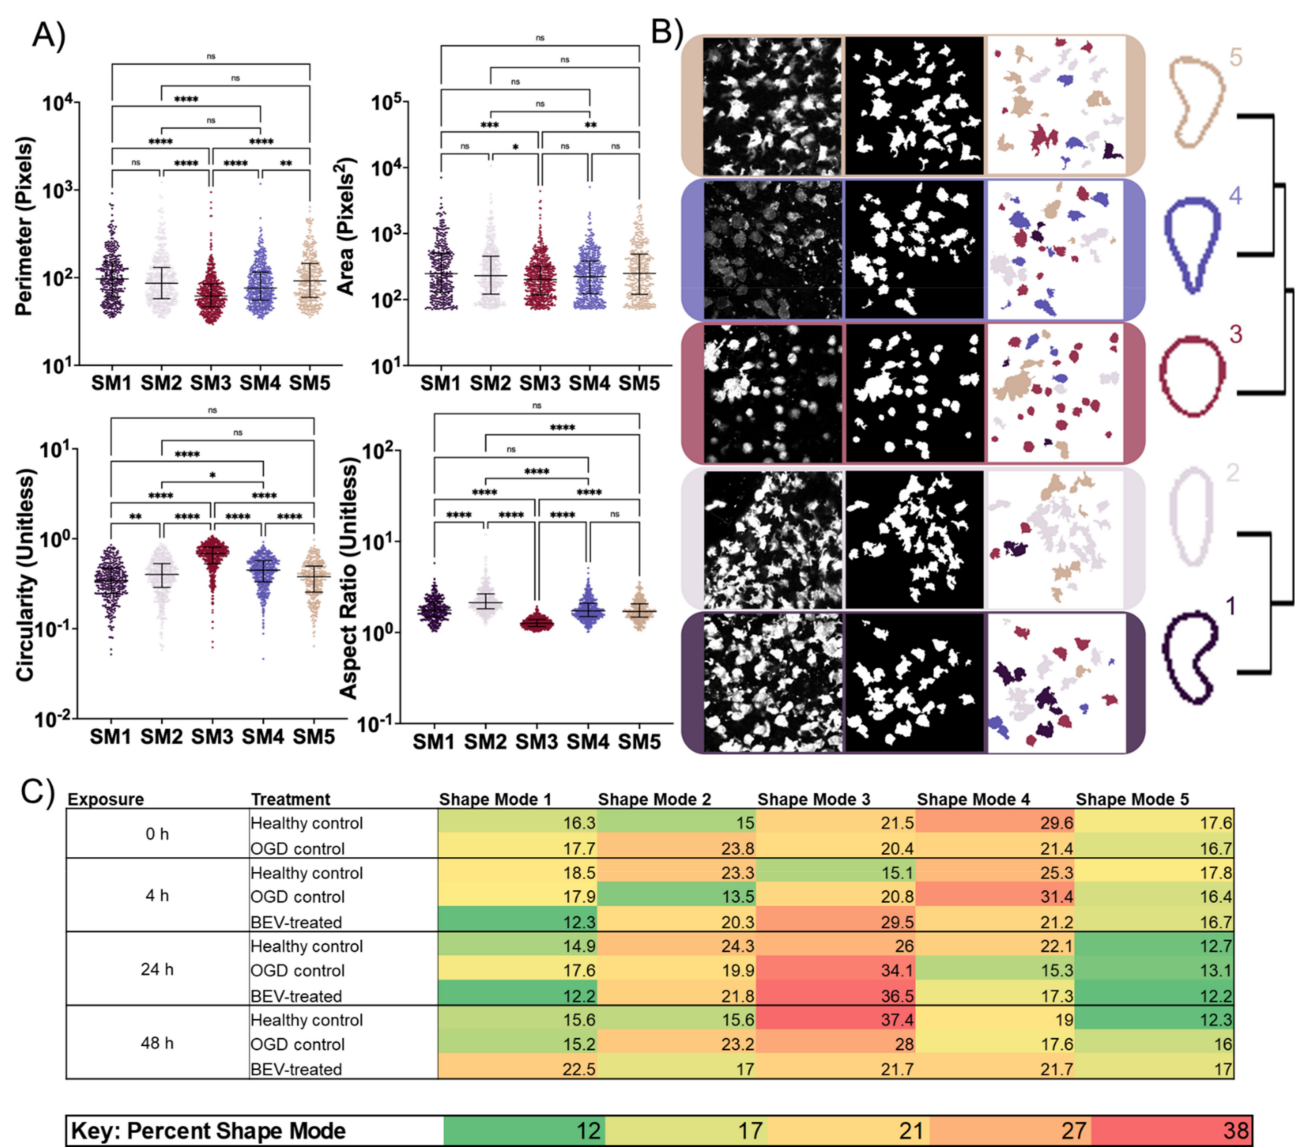 A)
ns
ns
****
ns
****
****
ns
****
****
**
Perimeter (Pixels)
10^4
10^3
10^2
10^1
SM1 SM2 SM3 SM4 SM5
ns
ns
ns
ns
***
**
ns
*
ns
ns
Area (Pixels^2)
10^5
10^4
10^3
10^2
10^1
SM1 SM2 SM3 SM4 SM5
ns
ns
****
*
****
****
**
****
****
****
Circularity (Unitless)
10^1
10^0
10^-1
10^-2
SM1 SM2 SM3 SM4 SM5
ns
****
ns
****
****
****
****
****
****
ns
Aspect Ratio (Unitless)
10^2
10^1
10^0
10^-1
SM1 SM2 SM3 SM4 SM5
B)
5
4
3
2
1
C)
Exposure Treatment Shape Mode 1 Shape Mode 2 Shape Mode 3 Shape Mode 4 Shape Mode 5
0 h
Healthy control 16.3 15 21.5 29.6 17.6
OGD control 17.7 23.8 20.4 21.4 16.7
4 h
Healthy control 18.5 23.3 15.1 25.3 17.8
OGD control 17.9 13.5 20.8 31.4 16.4
BEV-treated 12.3 20.3 29.5 21.2 16.7
24 h
Healthy control 14.9 24.3 26 22.1 12.7
OGD control 17.6 19.9 34.1 15.3 13.1
BEV-treated 12.2 21.8 36.5 17.3 12.2
48 h
Healthy control 15.6 15.6 37.4 19 12.3
OGD control 15.2 23.2 28 17.6 16
BEV-treated 22.5 17 21.7 21.7 17
Key: Percent Shape Mode 12 17 21 27 38